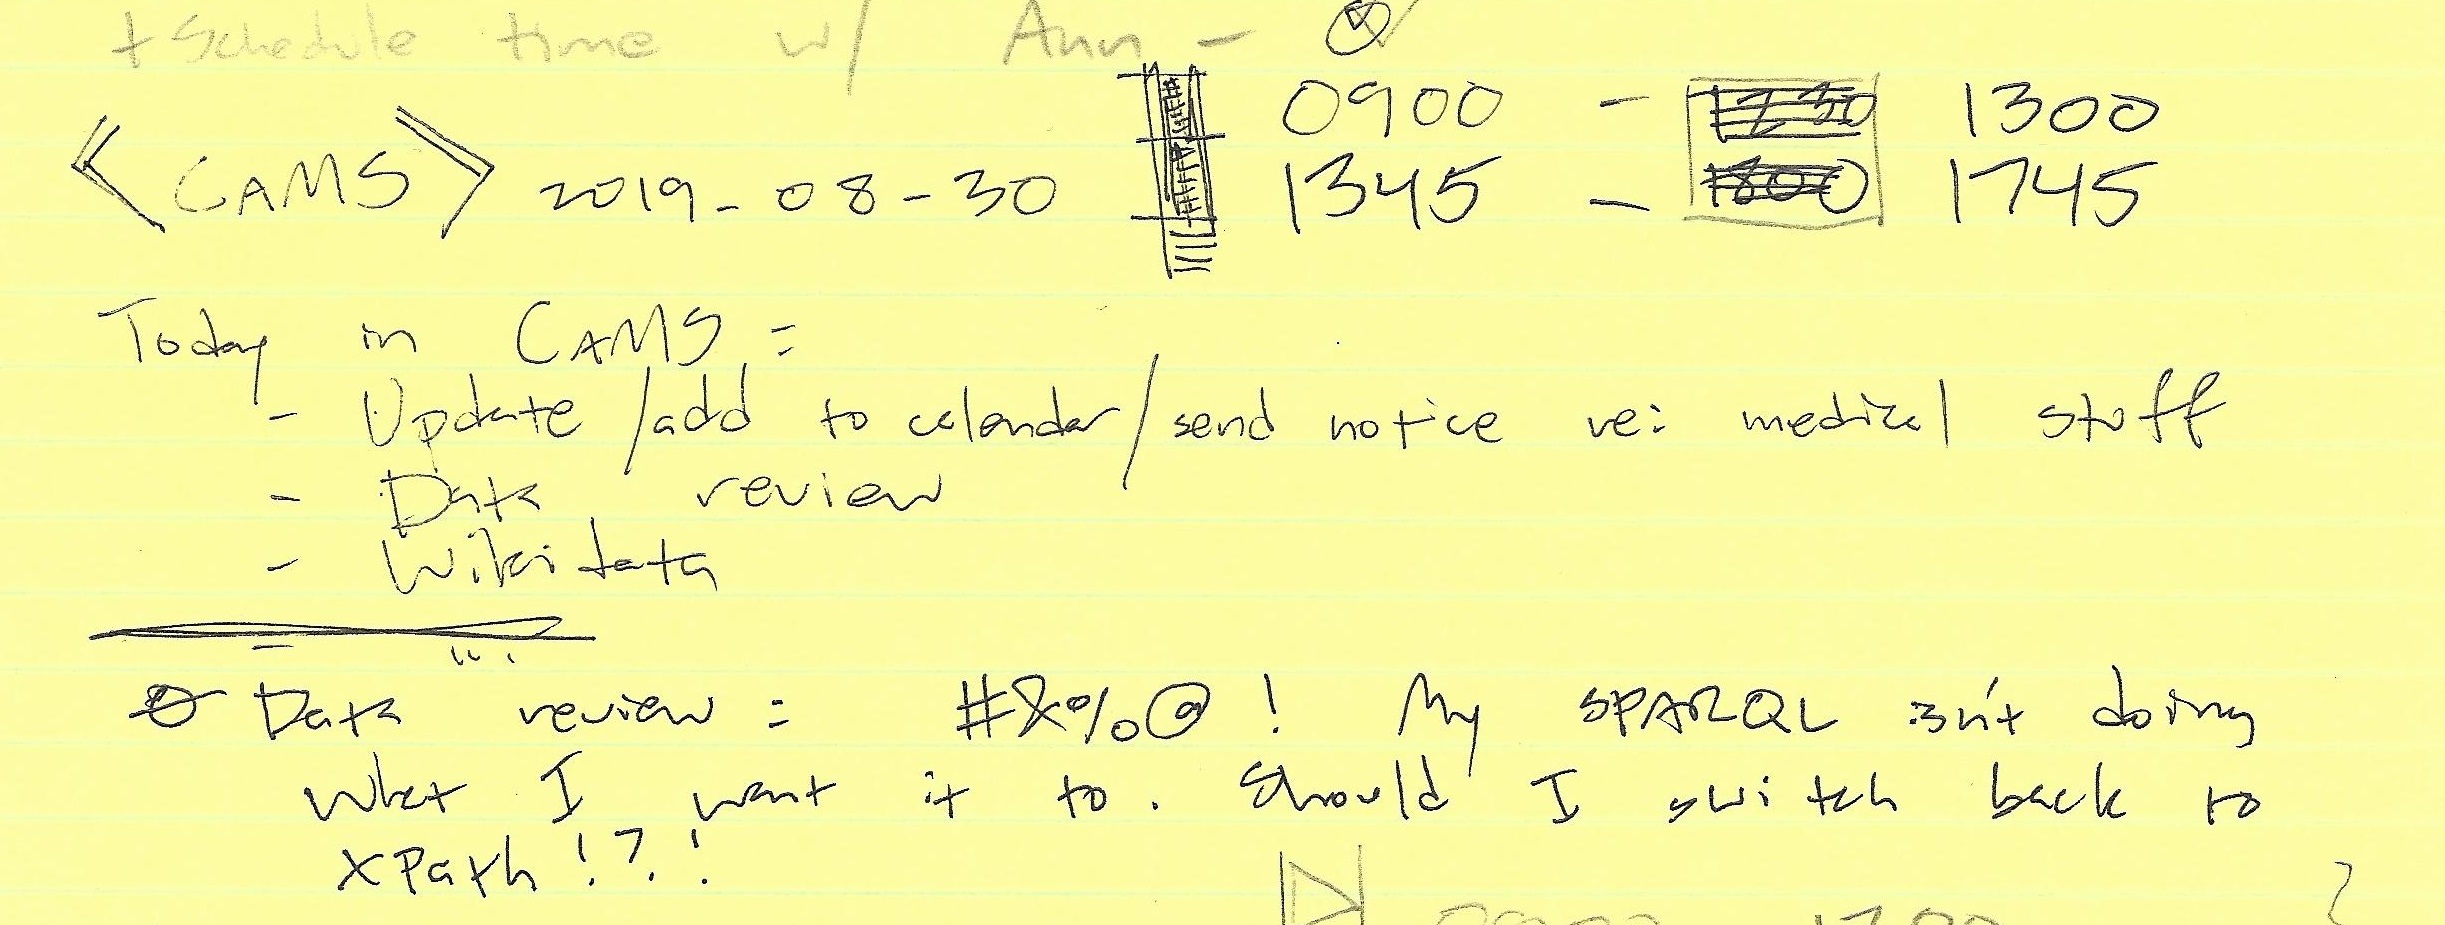 + Schedule time w/ Ann -
0900 - 1230 1300
<CAMS> 2019-08-30 1345 - 1800 1745
Today in CAMS:
- Update/add to calendar/send notice re: medical stuff
- Data review
- Wikidata
Data review: #&%@! My SPARQL isn't doing
what I want it to. Should I switch back to
XPath!?!